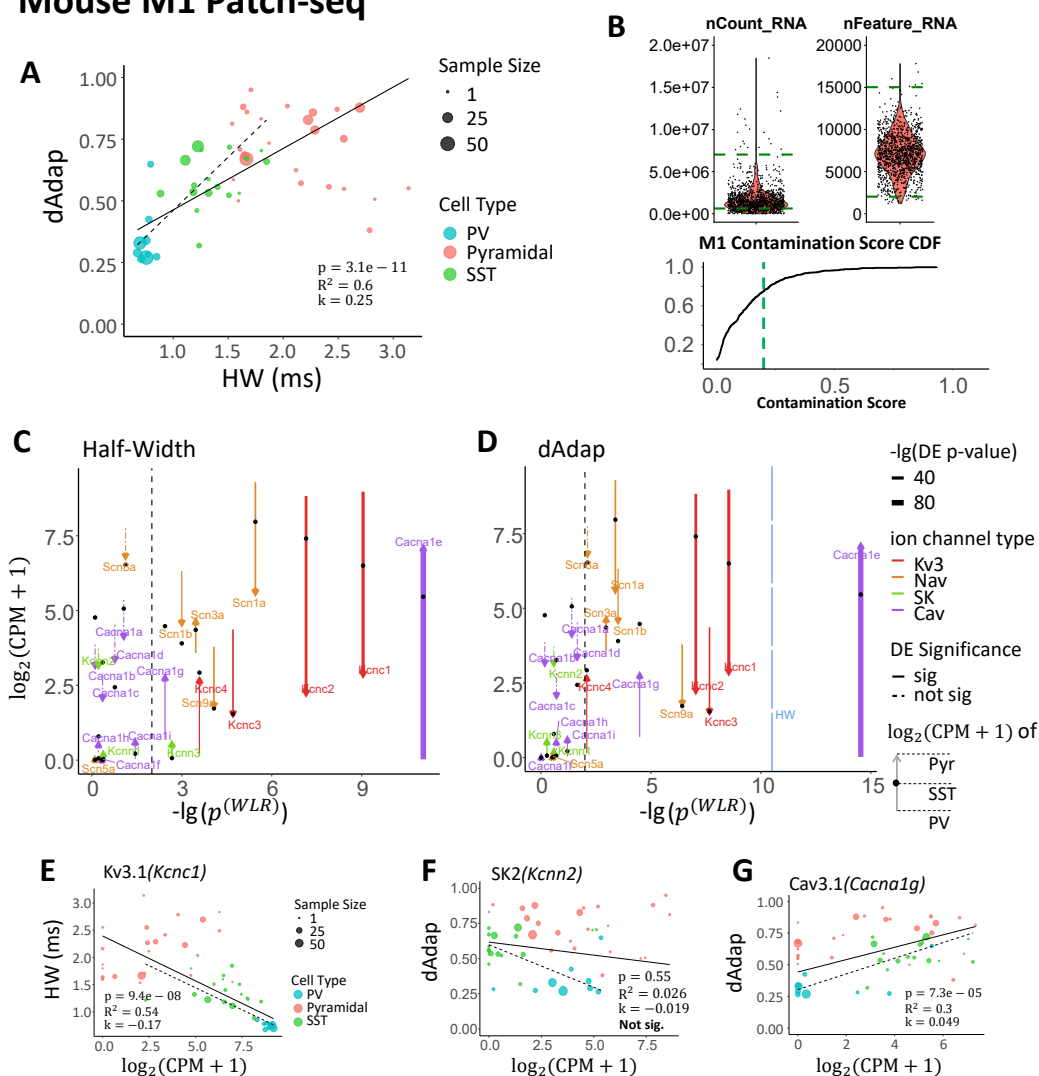 Mouse M1 Patch-seq
A
dAdap
1.00
0.75
0.50
0.25
0.00
1.0
1.5
2.0
2.5
3.0
HW (ms)
p = 3.1e − 11
R² = 0.6
k = 0.25
Sample Size
1
25
50
Cell Type
PV
Pyramidal
SST
B
nCount_RNA
2.0e+07
1.5e+07
1.0e+07
5.0e+06
0.0e+00
nFeature_RNA
20000
15000
10000
5000
0
M1 Contamination Score CDF
1.0
0.6
0.2
0.0
0.5
1.0
Contamination Score
C
Half-Width
log₂(CPM + 1)
7.5
5.0
2.5
0.0
0
3
6
9
-lg(p^(WLR))
Scn8a
Scn1a
Cacna1e
Cacna1a
Scn1b
Scn3a
Cacna1d
Kcnn2
Cacna1b
Cacna1c
Cacna1g
Kcnc4
Scn9a
Kcnc3
Kcnc2
Kcnc1
Cacna1h
Cacna1i
Kcnn1
Kcnn3
Cacna1f
Scn5a
D
dAdap
7.5
5.0
2.5
0.0
0
5
10
15
-lg(p^(WLR))
Scn8a
Cacna1e
Scn1a
Scn3a
Cacna1a
Scn1b
Cacna1b
Cacna1d
Kcnn2
Kcnc4
Cacna1g
Kcnc2
Kcnc1
Cacna1c
Scn9a
Kcnc3
HW
Cacna1h
Kcnn3
Cacna1i
Kcnn1
Cacna1f
Scn5a
-lg(DE p-value)
40
80
ion channel type
Kv3
Nav
SK
Cav
DE Significance
sig
not sig
log₂(CPM + 1) of
Pyr
SST
PV
E
Kv3.1(Kcnc1)
HW (ms)
3.0
2.5
2.0
1.5
1.0
0.0
2.5
5.0
7.5
log₂(CPM + 1)
p = 9.4e − 08
R² = 0.54
k = −0.17
Sample Size
1
25
50
Cell Type
PV
Pyramidal
SST
F
SK2(Kcnn2)
dAdap
1.00
0.75
0.50
0.25
0.00
0.0
2.5
5.0
7.5
log₂(CPM + 1)
p = 0.55
R² = 0.026
k = −0.019
Not sig.
G
Cav3.1(Cacna1g)
dAdap
1.00
0.75
0.50
0.25
0.00
0
2
4
6
log₂(CPM + 1)
p = 7.3e − 05
R² = 0.3
k = 0.049